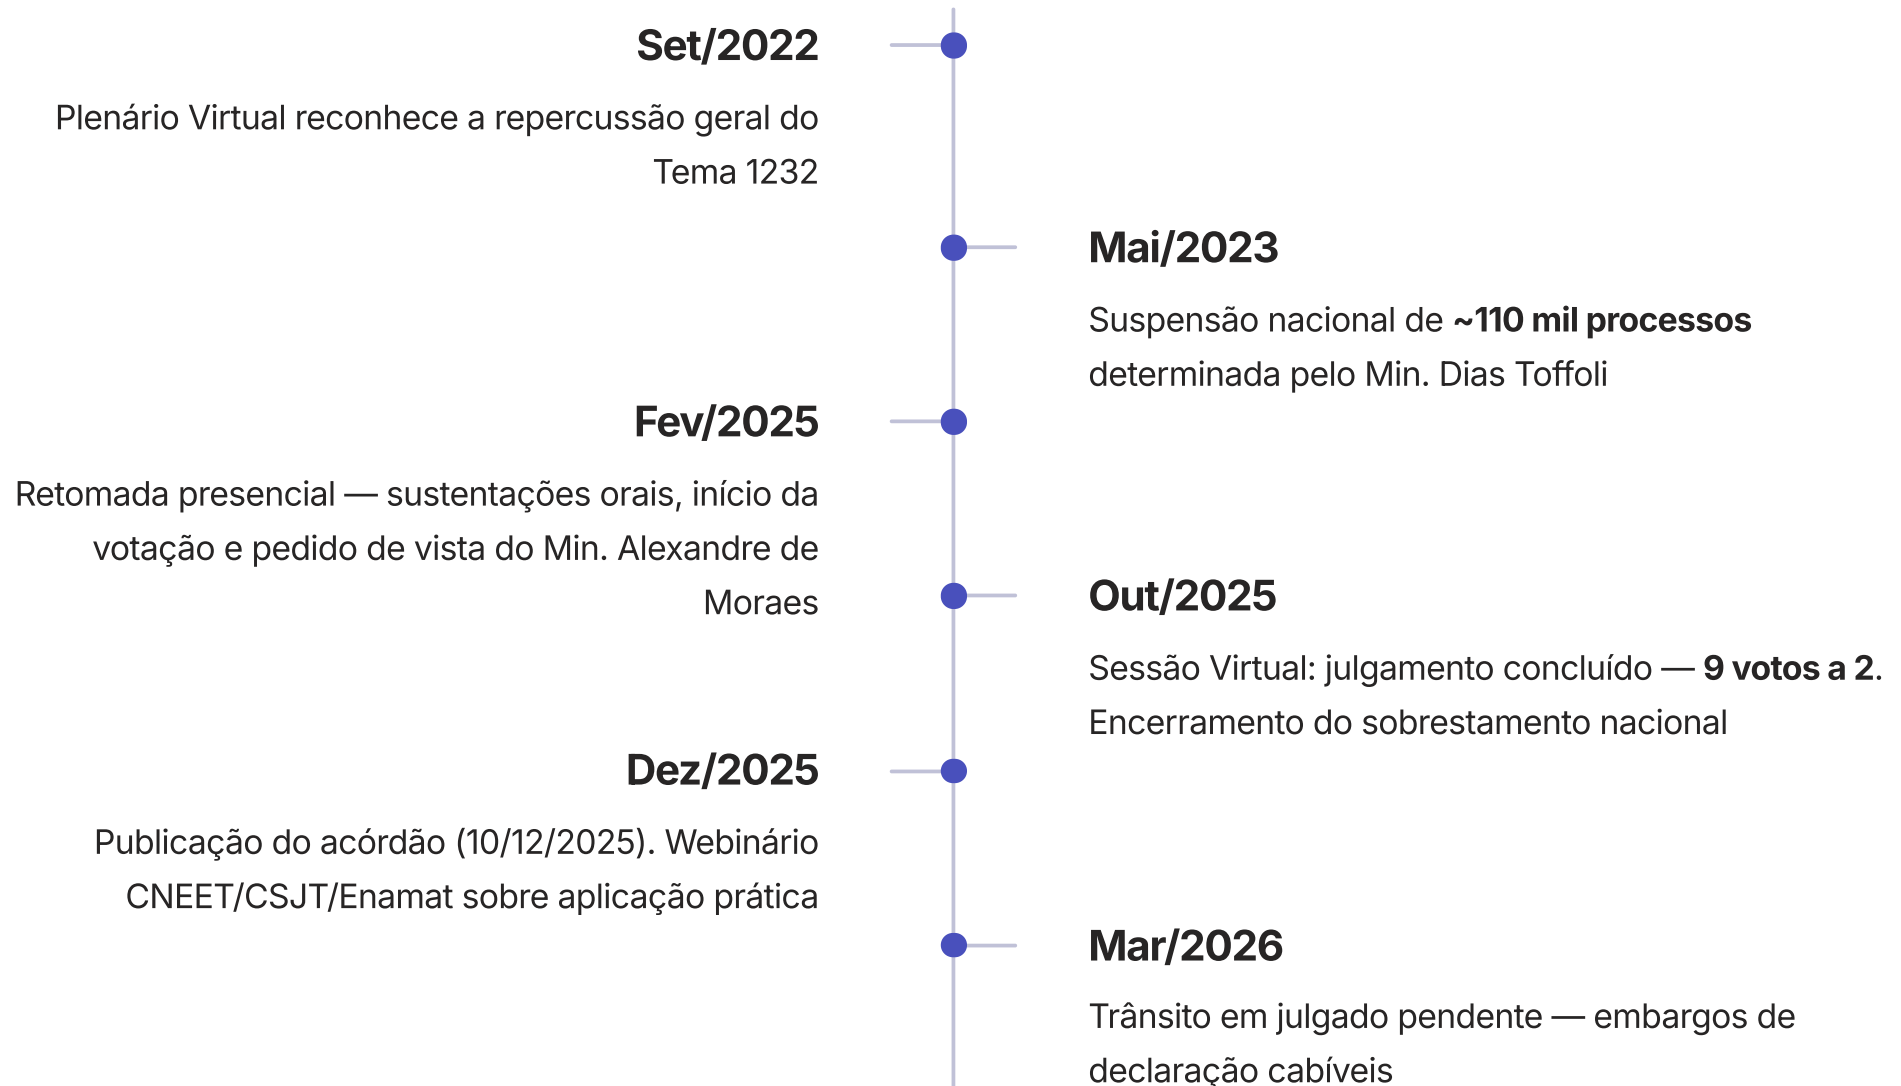 Set/2022
Plenário Virtual reconhece a repercussão geral do
Tema 1232
Mai/2023
Suspensão nacional de ~110 mil processos
determinada pelo Min. Dias Toffoli
Fev/2025
Retomada presencial — sustentações orais, início da
votação e pedido de vista do Min. Alexandre de
Moraes
Out/2025
Sessão Virtual: julgamento concluído — 9 votos a 2.
Encerramento do sobrestamento nacional
Dez/2025
Publicação do acórdão (10/12/2025). Webinário
CNEET/CSJT/Enamat sobre aplicação prática
Mar/2026
Trânsito em julgado pendente — embargos de
declaração cabíveis